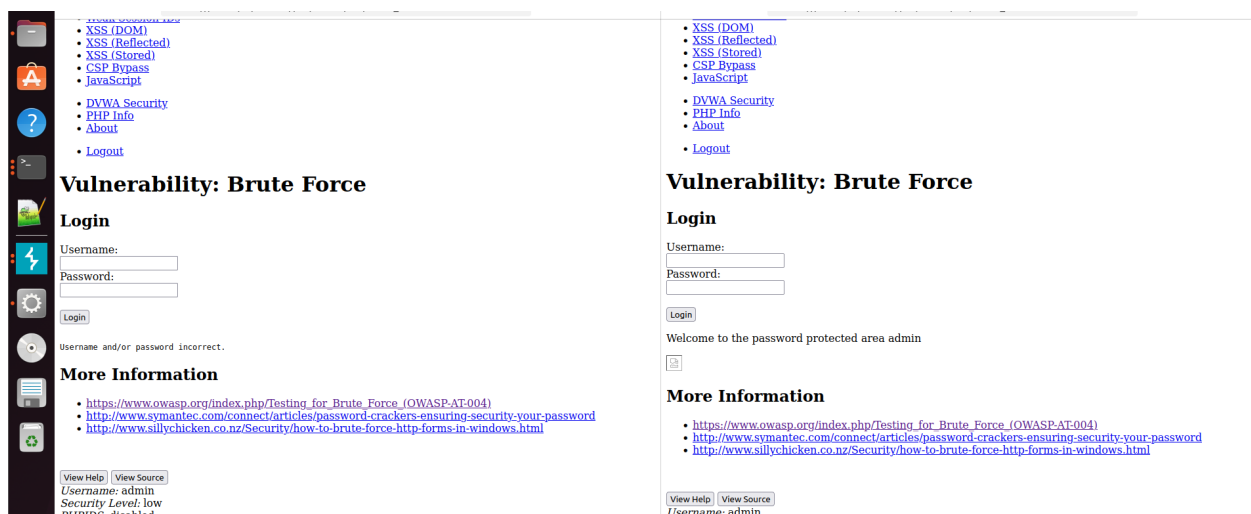 XSS (DOM)
XSS (Reflected)
XSS (Stored)
CSP Bypass
JavaScript
DVWA Security
PHP Info
About
Logout
Vulnerability: Brute Force
Login
Username:
Password:
Login
Username and/or password incorrect.
More Information
https://www.owasp.org/index.php/Testing_for_Brute_Force_(OWASP-AT-004)
http://www.symantec.com/connect/articles/password-crackers-ensuring-security-your-password
http://www.sillychicken.co.nz/Security/how-to-brute-force-http-forms-in-windows.html
View Help View Source
Username: admin
Security Level: low
XSS (DOM)
XSS (Reflected)
XSS (Stored)
CSP Bypass
JavaScript
DVWA Security
PHP Info
About
Logout
Vulnerability: Brute Force
Login
Username:
Password:
Login
Welcome to the password protected area admin
More Information
https://www.owasp.org/index.php/Testing_for_Brute_Force_(OWASP-AT-004)
http://www.symantec.com/connect/articles/password-crackers-ensuring-security-your-password
http://www.sillychicken.co.nz/Security/how-to-brute-force-http-forms-in-windows.html
View Help View Source
Username: admin